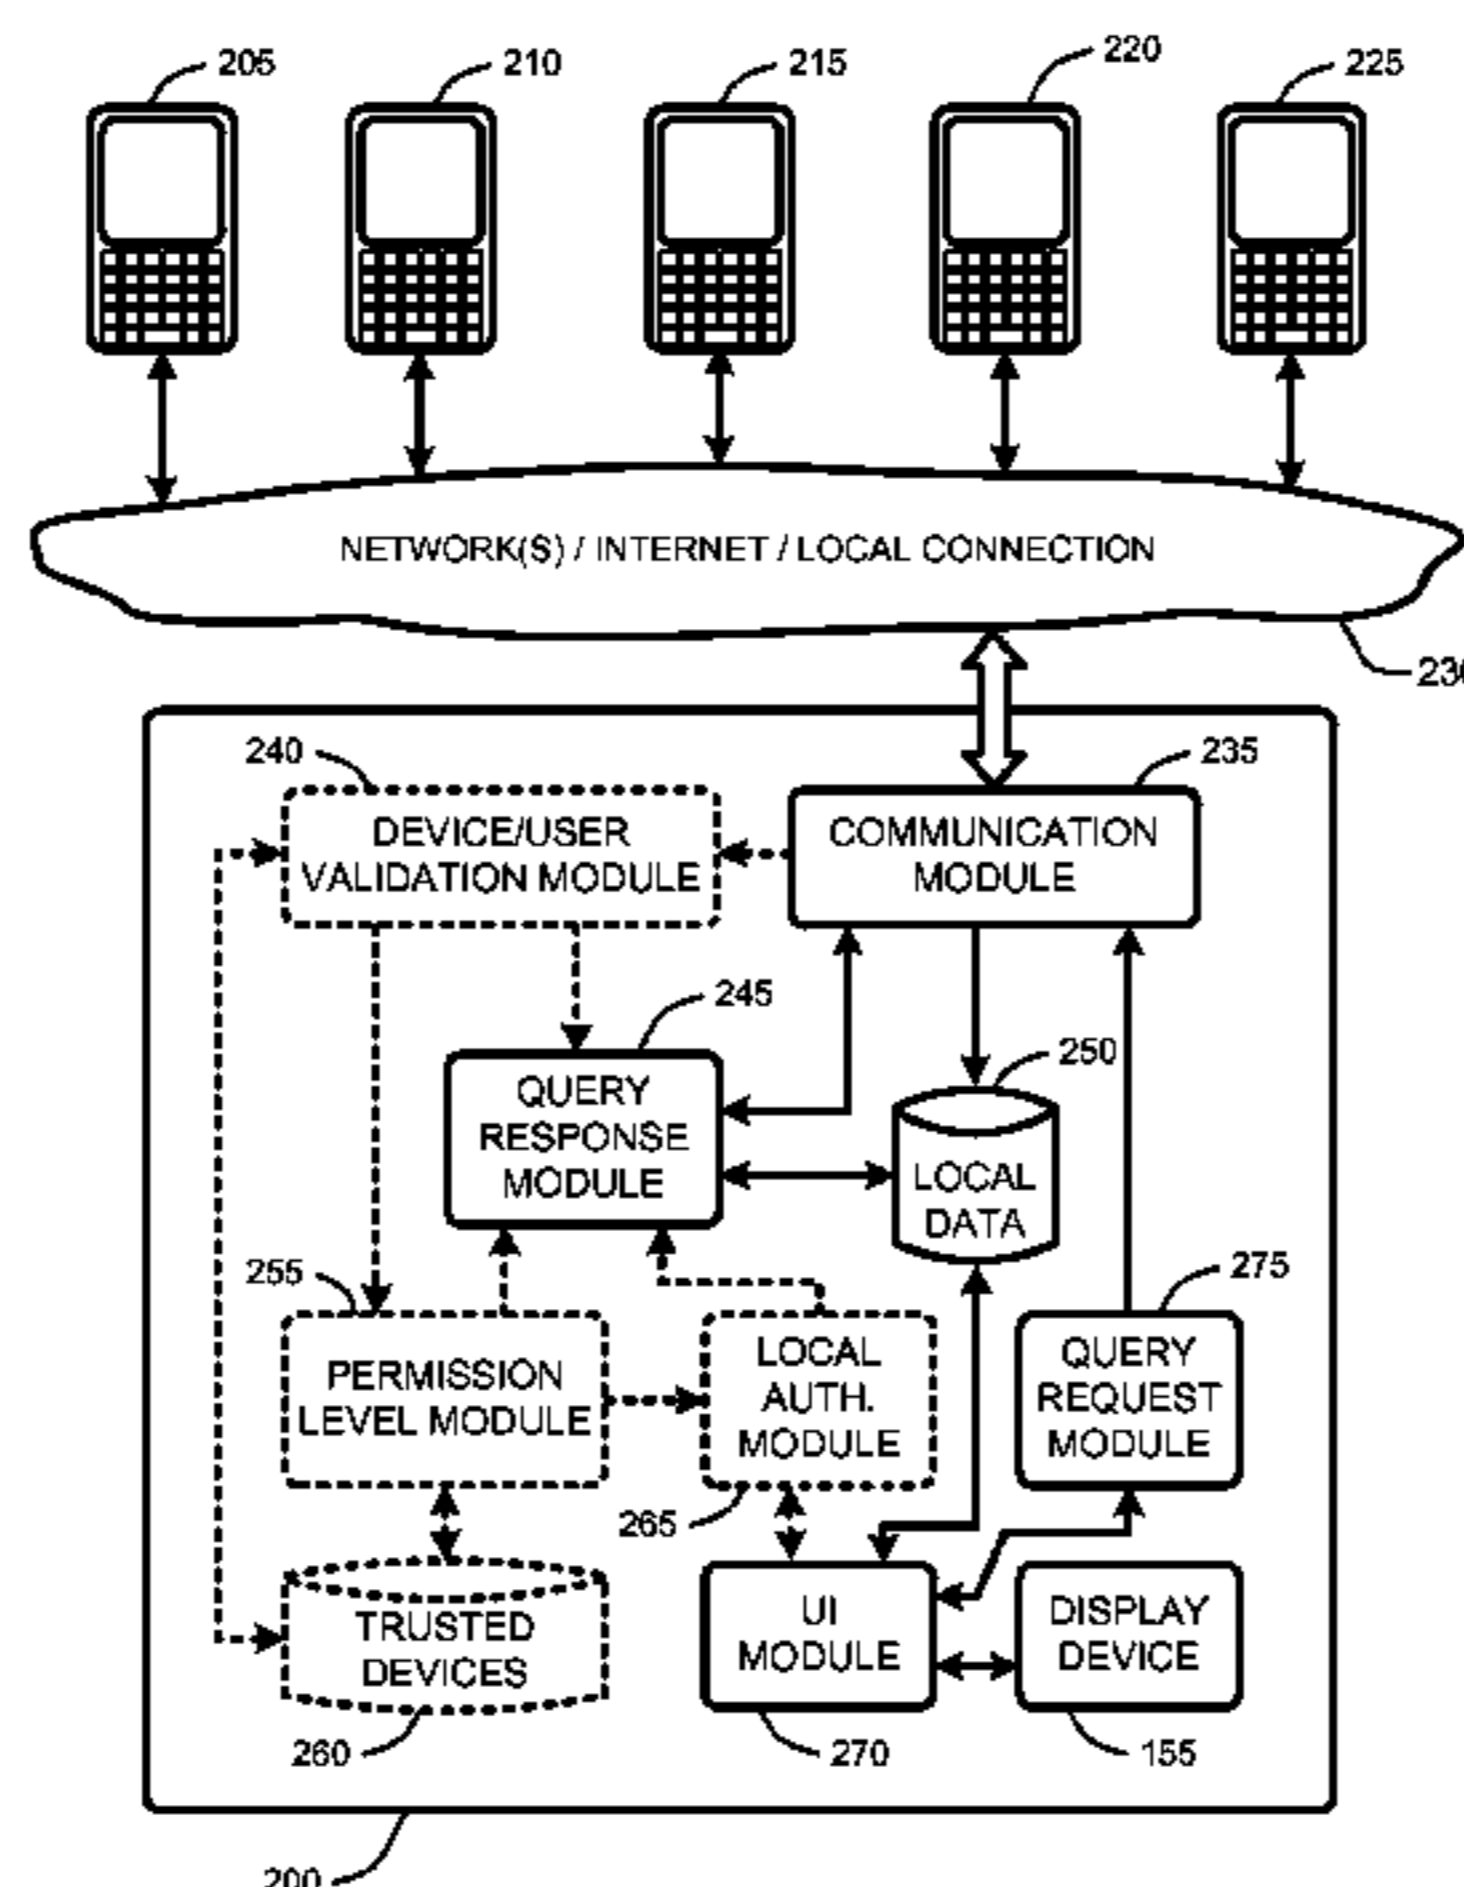 205
210
215
220
225
NETWORK(S) / INTERNET / LOCAL CONNECTION
240
235
DEVICE/USER
VALIDATION MODULE
COMMUNICATION
MODULE
245
250
QUERY
RESPONSE
MODULE
LOCAL
DATA
255
275
PERMISSION
LEVEL MODULE
LOCAL
AUTH.
MODULE
QUERY
REQUEST
MODULE
265
TRUSTED
DEVICES
UI
MODULE
DISPLAY
DEVICE
260
270
155
200